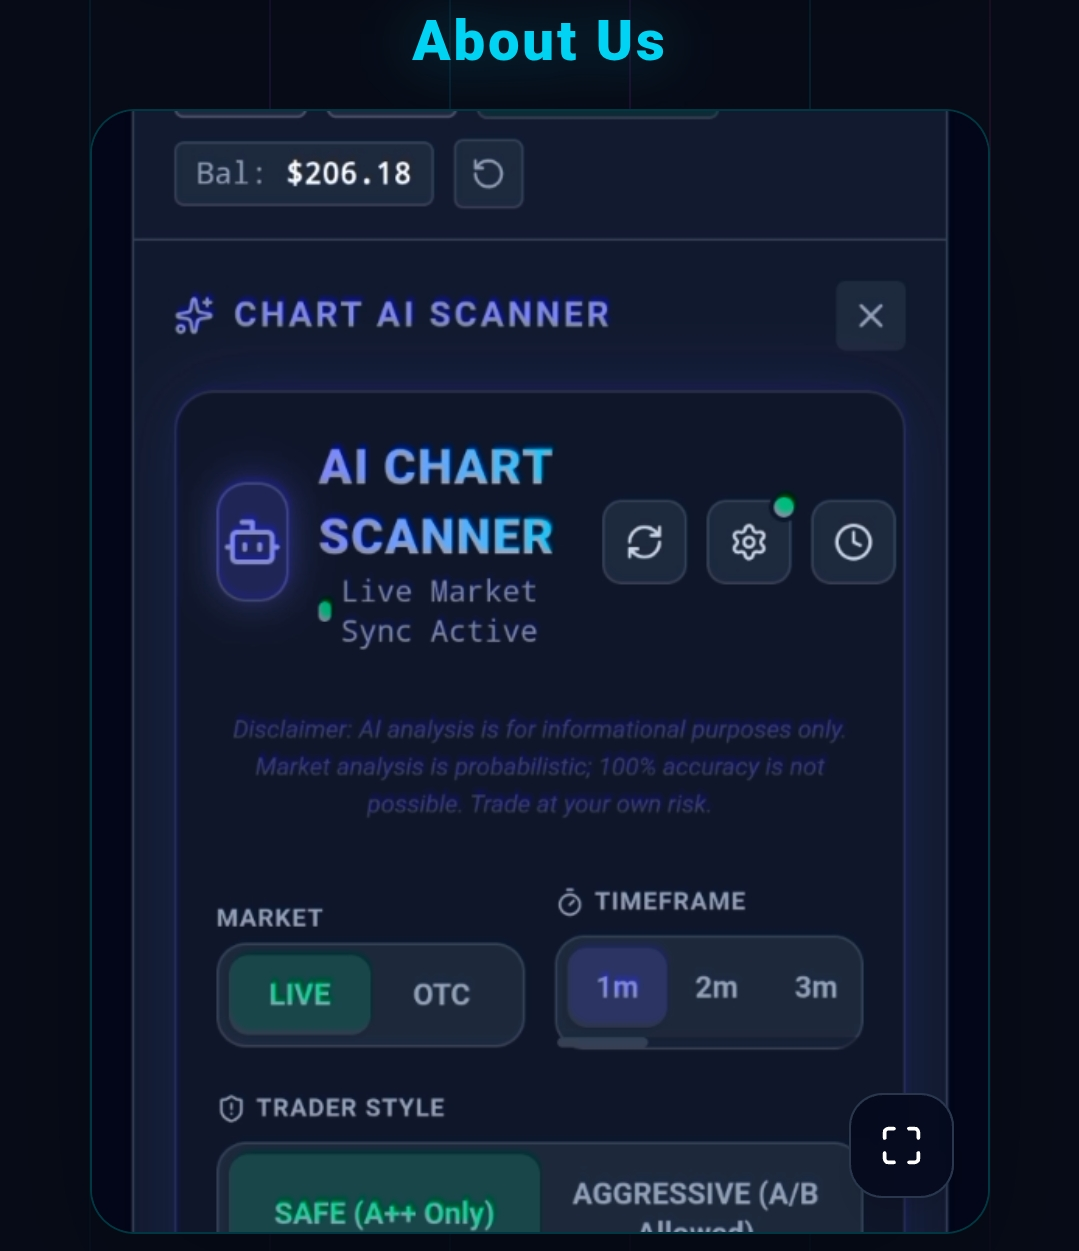 About Us
Bal: $206.18
CHART AI SCANNER
AI CHART
SCANNER
Live Market
Sync Active
Disclaimer: AI analysis is for informational purposes only.
Market analysis is probabilistic; 100% accuracy is not
possible. Trade at your own risk.
MARKET
TIMEFRAME
LIVE
OTC
1m
2m
3m
TRADER STYLE
SAFE (A++ Only)
AGGRESSIVE (A/B
Allowed)